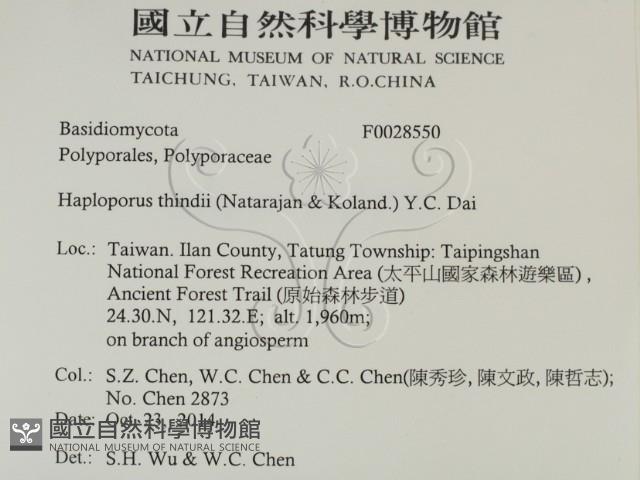 國立自然科學博物館
NATIONAL MUSEUM OF NATURAL SCIENCE
TAICHUNG, TAIWAN, R.O.CHINA
Basidiomycota F0028550
Polyporales, Polyporaceae
Haploporus thindii (Natarajan & Koland.) Y.C. Dai
Loc.: Taiwan. Ilan County, Tatung Township: Taipingshan
National Forest Recreation Area (太平山國家森林遊樂區) ,
Ancient Forest Trail (原始森林步道)
24.30.N, 121.32.E; alt. 1,960m;
on branch of angiosperm
Col.: S.Z. Chen, W.C. Chen & C.C. Chen(陳秀珍, 陳文政, 陳哲志);
No. Chen 2873
Date: Oct. 23, 2014
國立自然科學博物館
NATIONAL MUSEUM OF NATURAL SCIENCE
Det.: S.H. Wu & W.C. Chen